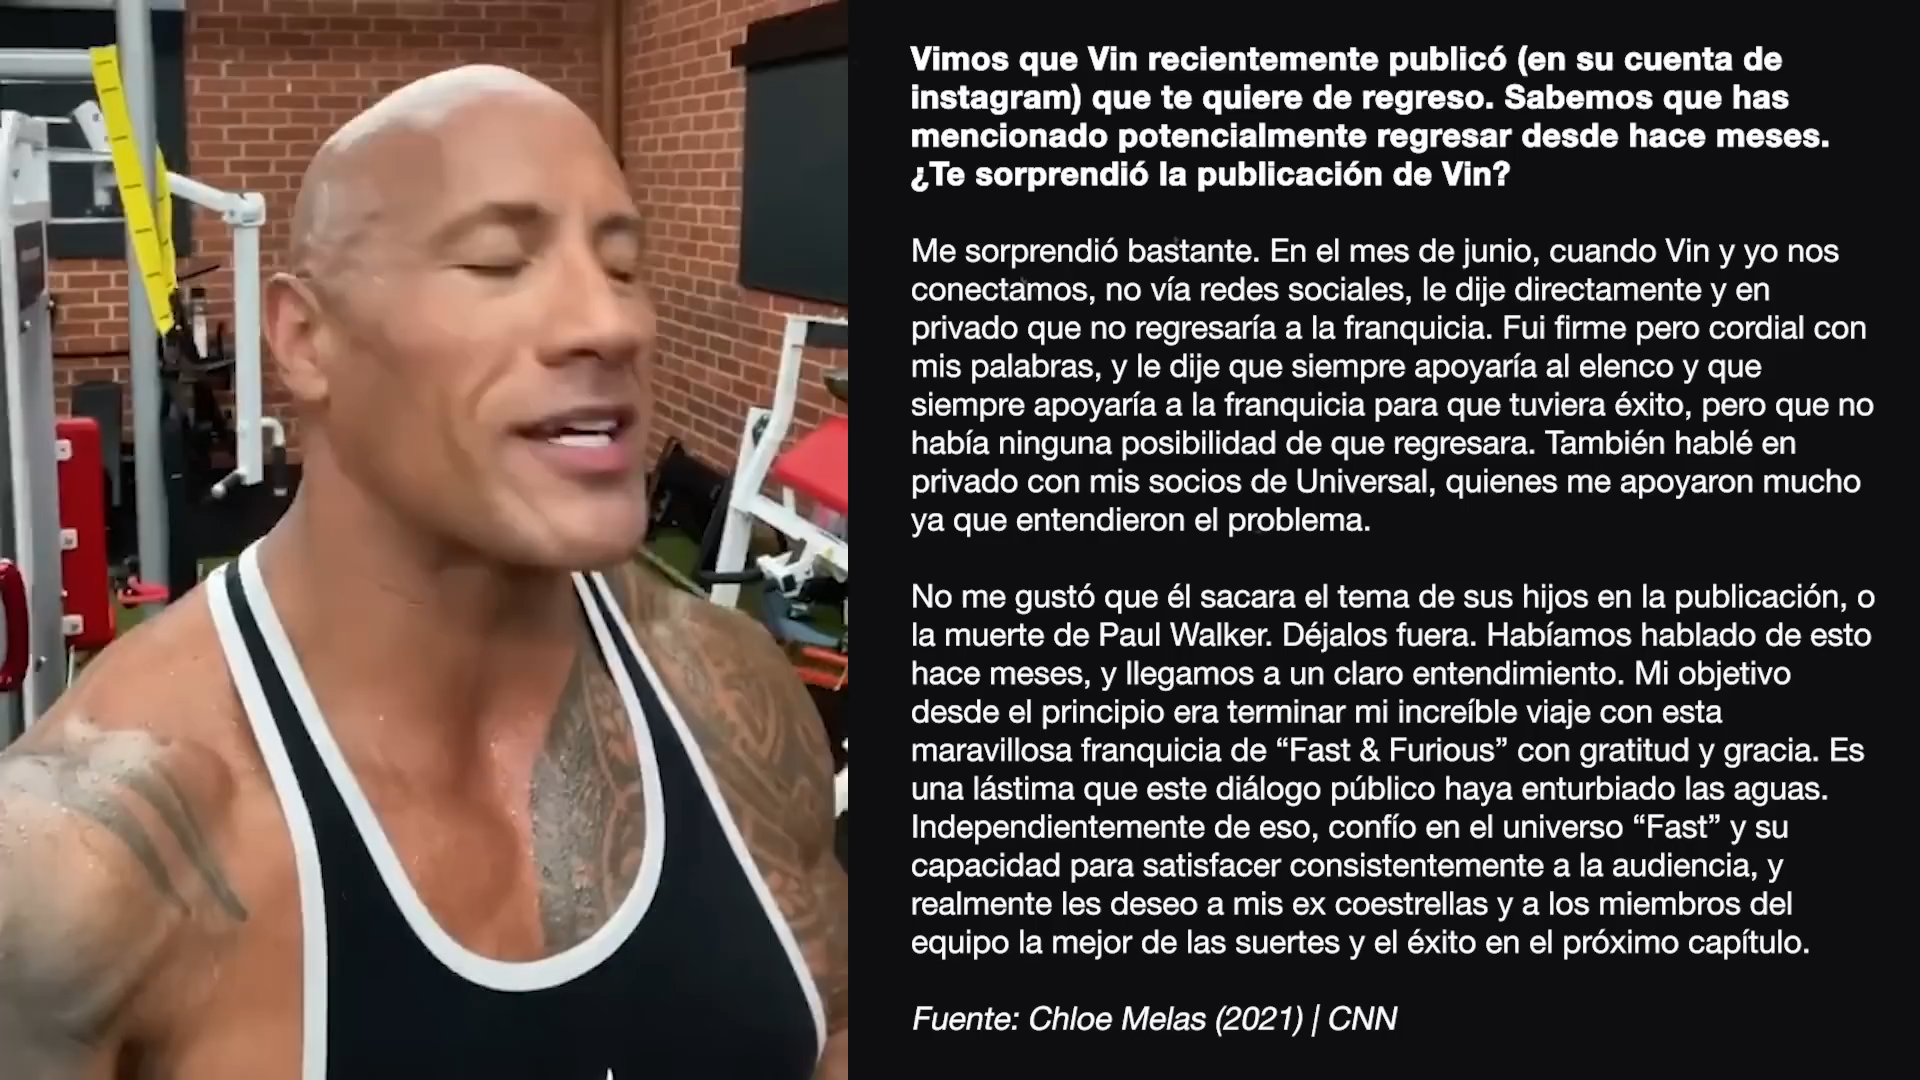 Vimos que Vin recientemente publicó (en su cuenta de
instagram) que te quiere de regreso. Sabemos que has
mencionado potencialmente regresar desde hace meses.
¿Te sorprendió la publicación de Vin?
Me sorprendió bastante. En el mes de junio, cuando Vin y yo nos
conectamos, no vía redes sociales, le dije directamente y en
privado que no regresaría a la franquicia. Fui firme pero cordial con
mis palabras, y le dije que siempre apoyaría al elenco y que
siempre apoyaría a la franquicia para que tuviera éxito, pero que no
había ninguna posibilidad de que regresara. También hablé en
privado con mis socios de Universal, quienes me apoyaron mucho
ya que entendieron el problema.
No me gustó que él sacara el tema de sus hijos en la publicación, o
la muerte de Paul Walker. Déjalos fuera. Habíamos hablado de esto
hace meses, y llegamos a un claro entendimiento. Mi objetivo
desde el principio era terminar mi increíble viaje con esta
maravillosa franquicia de “Fast & Furious” con gratitud y gracia. Es
una lástima que este diálogo público haya enturbiado las aguas.
Independientemente de eso, confío en el universo “Fast” y su
capacidad para satisfacer consistentemente a la audiencia, y
realmente les deseo a mis ex coestrellas y a los miembros del
equipo la mejor de las suertes y el éxito en el próximo capítulo.
Fuente: Chloe Melas (2021) | CNN